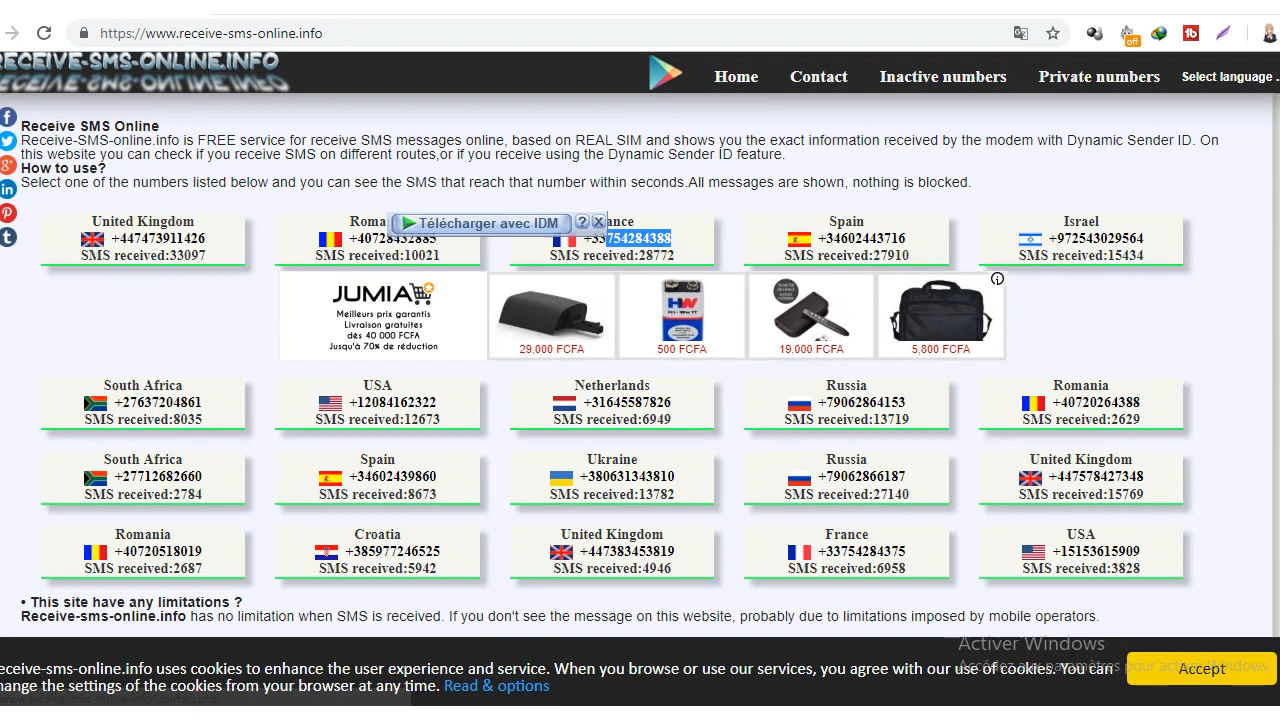 https://www.receive-sms-online.info
off
RECEIVE-SMS-ONLINE.INFO
Home Contact Inactive numbers Private numbers Select language
Receive SMS Online
Receive-SMS-online.info is FREE service for receive SMS messages online, based on REAL SIM and shows you the exact information received by the modem with Dynamic Sender ID. On
this website you can check if you receive SMS on different routes,or if you receive using the Dynamic Sender ID feature.
How to use?
Select one of the numbers listed below and you can see the SMS that reach that number within seconds.All messages are shown, nothing is blocked.
Télécharger avec IDM ?
United Kingdom
+447473911426
SMS received:33097
Roma
+40728432885
SMS received:10021
ance
+33754284388
SMS received:28772
Spain
+34602443716
SMS received:27910
Israel
+972543029564
SMS received:15434
JUMIA
Meilleurs prix garantis
Livraison gratuites
dès 40 000 FCFA
Jusqu'à 70% de réduction
29,000 FCFA
HW
Hi-Watt
500 FCFA
19,000 FCFA
5,800 FCFA
South Africa
+27637204861
SMS received:8035
USA
+12084162322
SMS received:12673
Netherlands
+31645587826
SMS received:6949
Russia
+79062864153
SMS received:13719
Romania
+40720264388
SMS received:2629
South Africa
+27712682660
SMS received:2784
Spain
+34602439860
SMS received:8673
Ukraine
+380631343810
SMS received:13782
Russia
+79062866187
SMS received:27140
United Kingdom
+447578427348
SMS received:15769
Romania
+40720518019
SMS received:2687
Croatia
+385977246525
SMS received:5942
United Kingdom
+447383453819
SMS received:4946
France
+33754284375
SMS received:6958
USA
+15153615909
SMS received:3828
• This site have any limitations ?
Receive-sms-online.info has no limitation when SMS is received. If you don't see the message on this website, probably due to limitations imposed by mobile operators.
Activer Windows
Accédez aux paramètres pour activer Windows.
eceive-sms-online.info uses cookies to enhance the user experience and service. When you browse or use our services, you agree with our use of cookies. You can
hange the settings of the cookies from your browser at any time. Read & options
Accept